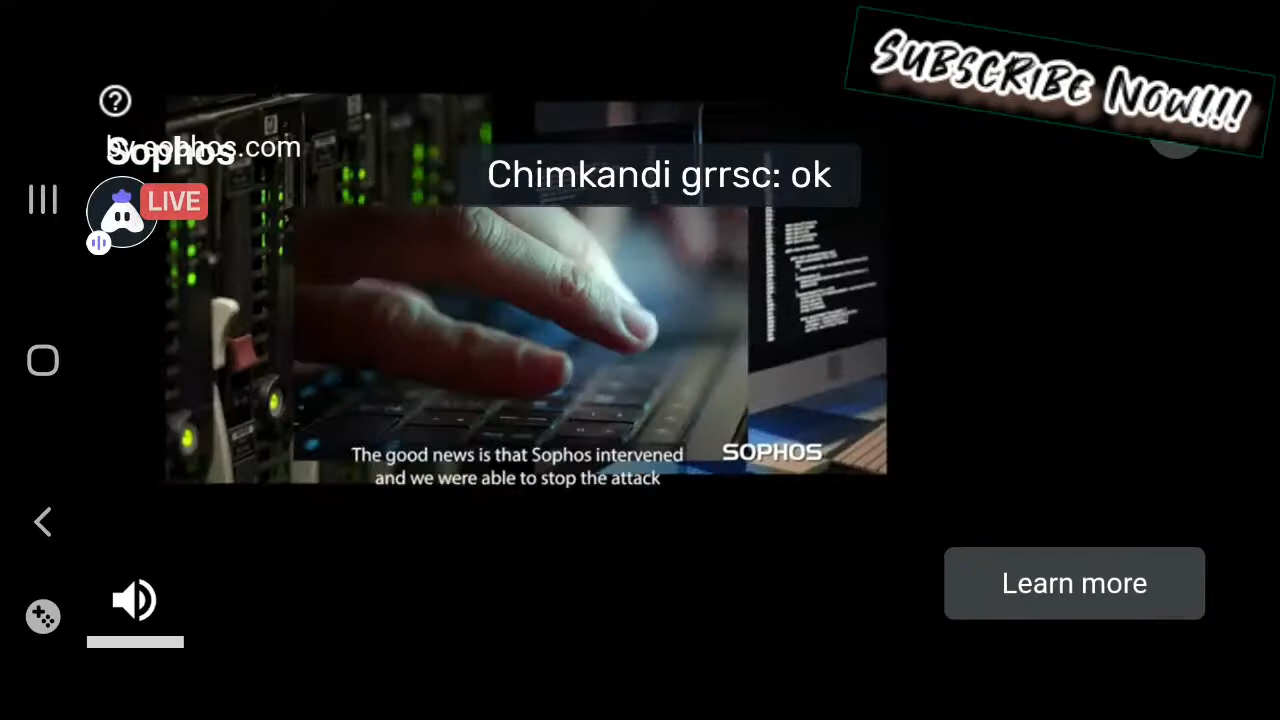 SUBSCRIBE NOW!!!
Sophos
by sophos.com
LIVE
Chimkandi grrsc: ok
The good news is that Sophos intervened
and we were able to stop the attack
SOPHOS
Learn more